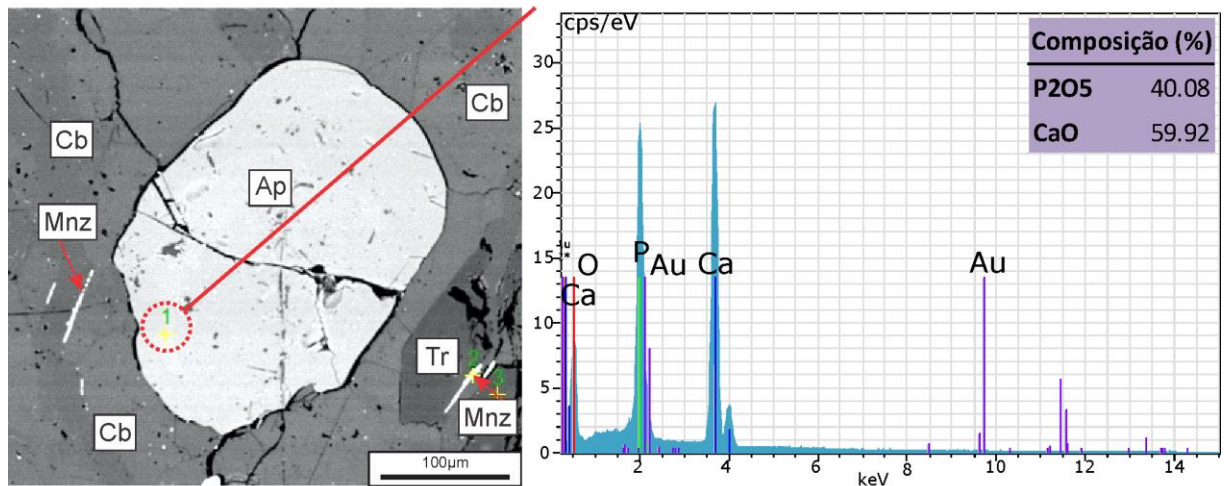 Cb
Cb
Ap
Mnz
1
Tr
2
3
Mnz
Cb
100µm
cps/eV
30
25
20
15
10
5
0
O
Ca
P
Au
Ca
Au
2
4
6
8
10
12
14
keV
Composição (%)
P2O5 40.08
CaO 59.92